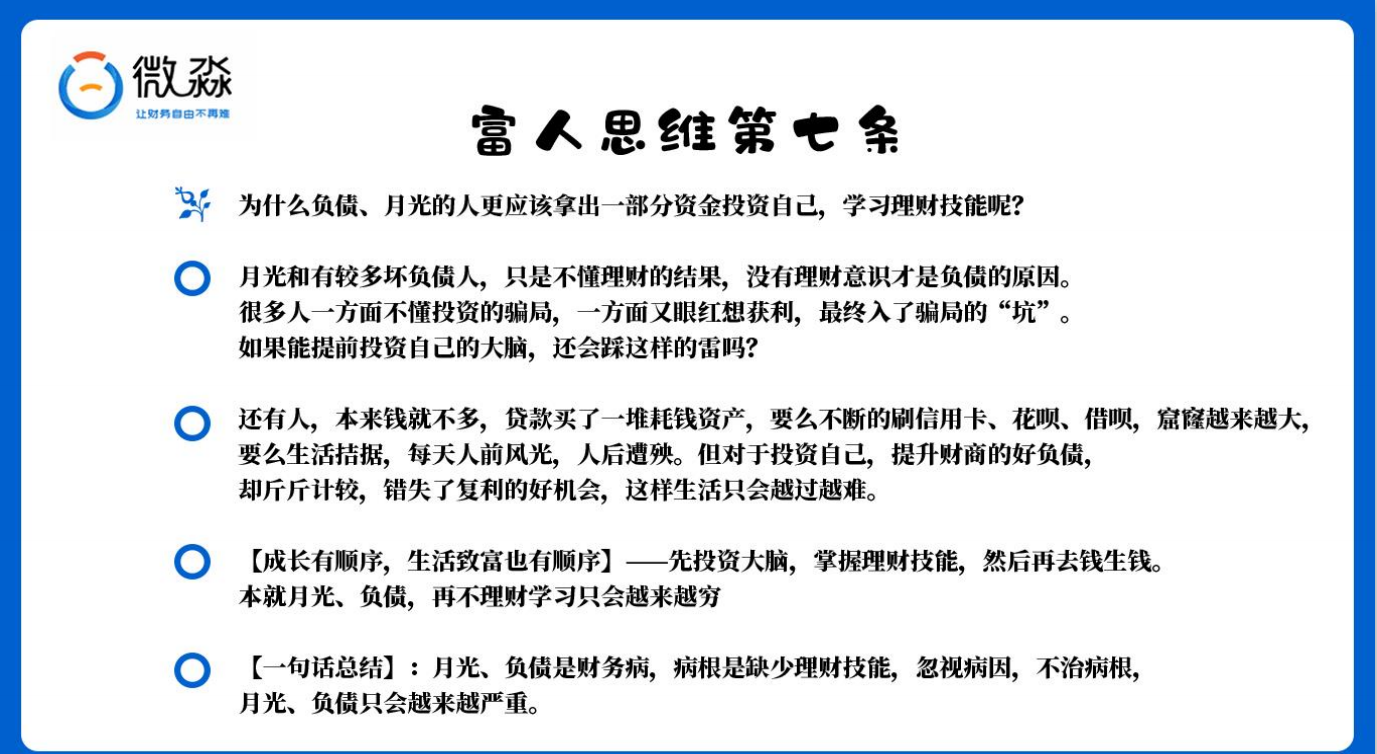 微淼
让财务自由不再难
富人思维第七条
为什么负债、月光的人更应该拿出一部分资金投资自己，学习理财技能呢？
月光和有较多坏负债人，只是不懂理财的结果，没有理财意识才是负债的原因。
很多人一方面不懂投资的骗局，一方面又眼红想获利，最终入了骗局的“坑”。
如果能提前投资自己的大脑，还会踩这样的雷吗？
还有人，本来钱就不多，贷款买了一堆耗钱资产，要么不断的刷信用卡、花呗、借呗，窟窿越来越大，
要么生活拮据，每天人前风光，人后遭殃。但对于投资自己，提升财商的好负债，
却斤斤计较，错失了复利的好机会，这样生活只会越过越难。
【成长有顺序，生活致富也有顺序】——先投资大脑，掌握理财技能，然后再去钱生钱。
本就月光、负债，再不理财学习只会越来越穷
【一句话总结】：月光、负债是财务病，病根是缺少理财技能，忽视病因，不治病根，
月光、负债只会越来越严重。